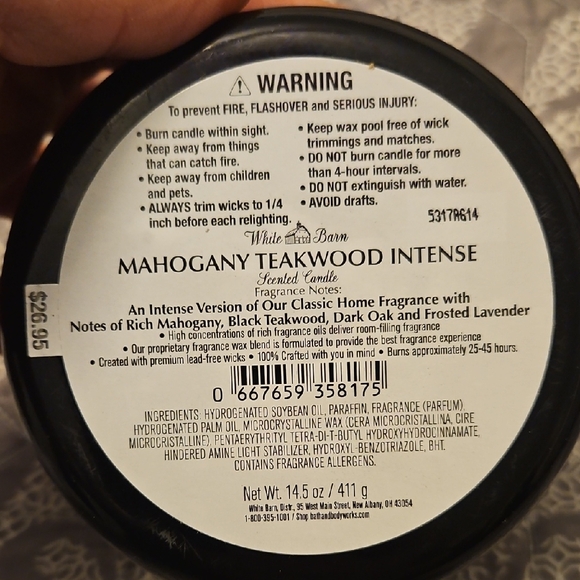 WARNING
To prevent FIRE, FLASHOVER and SERIOUS INJURY:
• Burn candle within sight.
• Keep away from things
that can catch fire.
• Keep away from children
and pets.
• ALWAYS trim wicks to 1/4
inch before each relighting.
• Keep wax pool free of wick
trimmings and matches.
• DO NOT burn candle for more
than 4-hour intervals.
• DO NOT extinguish with water.
• AVOID drafts.
5317AG14
White Barn
MAHOGANY TEAKWOOD INTENSE
Scented Candle
Fragrance Notes:
An Intense Version of Our Classic Home Fragrance with
Notes of Rich Mahogany, Black Teakwood, Dark Oak and Frosted Lavender
• High concentrations of rich fragrance oils deliver room-filling fragrance
• Our proprietary fragrance wax blend is formulated to provide the best fragrance experience
• Created with premium lead-free wicks • 100% Crafted with you in mind • Burns approximately 25-45 hours.
$26.95
0 667659 358175
INGREDIENTS: HYDROGENATED SOYBEAN OIL, PARAFFIN, FRAGRANCE (PARFUM),
HYDROGENATED PALM OIL, MICROCRYSTALLINE WAX (CERA MICROCRISTALLINA, CIRE
MICROCRISTALLINE), PENTAERYTHRITYL TETRA-DI-T-BUTYL HYDROXYHYDROCINNAMATE,
HINDERED AMINE LIGHT STABILIZER, HYDROXYL-BENZOTRIAZOLE, BHT.
CONTAINS FRAGRANCE ALLERGENS.
Net Wt. 14.5 oz / 411 g
White Barn, Distr., 95 West Main Street, New Albany, OH 43054
1-800-395-1001 / Shop bathandbodyworks.com